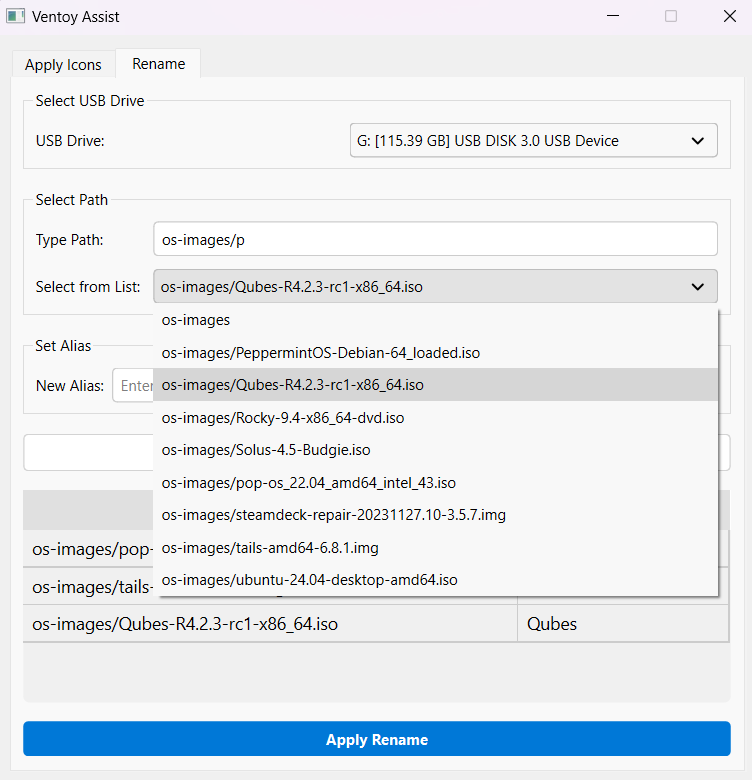 Ventoy Assist
Apply Icons Rename
Select USB Drive
USB Drive: G: [115.39 GB] USB DISK 3.0 USB Device
Select Path
Type Path: os-images/p
Select from List: os-images/Qubes-R4.2.3-rc1-x86_64.iso
os-images
os-images/PeppermintOS-Debian-64_loaded.iso
os-images/Qubes-R4.2.3-rc1-x86_64.iso
os-images/Rocky-9.4-x86_64-dvd.iso
os-images/Solus-4.5-Budgie.iso
os-images/pop-os_22.04_amd64_intel_43.iso
os-images/steamdeck-repair-20231127.10-3.5.7.img
os-images/tails-amd64-6.8.1.img
os-images/ubuntu-24.04-desktop-amd64.iso
Set Alias
New Alias: Enter
os-images/pop-
os-images/tails-
os-images/Qubes-R4.2.3-rc1-x86_64.iso Qubes
Apply Rename